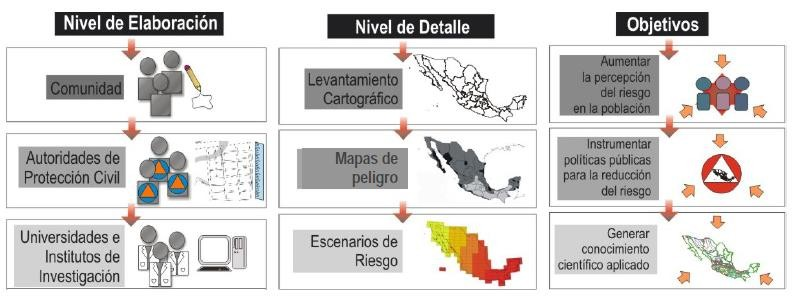 Nivel de Elaboración
Comunidad
Autoridades de
Protección Civil
Universidades e
Institutos de
Investigación
Nivel de Detalle
Levantamiento
Cartográfico
Mapas de
peligro
Escenarios de
Riesgo
Objetivos
Aumentar
la percepción
del riesgo
en la población
Instrumentar
políticas públicas
para la reducción
del riesgo
Generar
conocimiento
científico aplicado